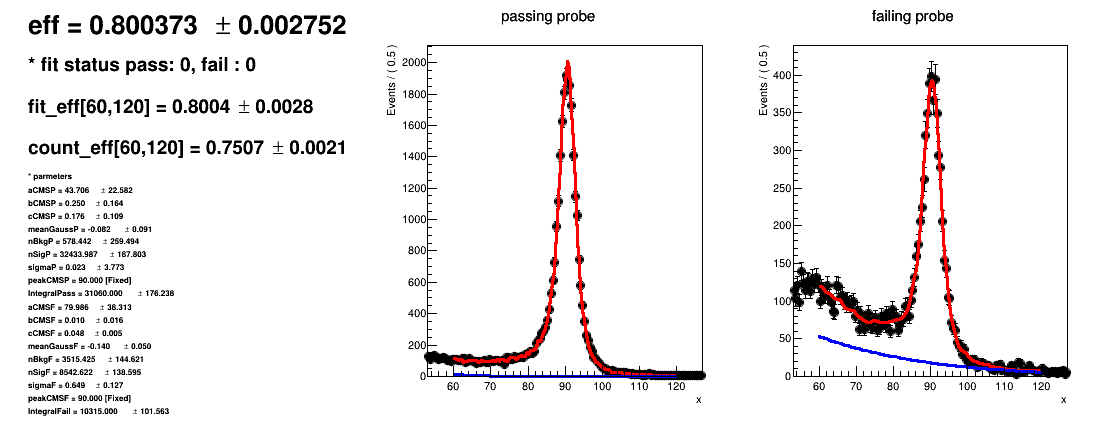 eff = 0.800373 ± 0.002752
* fit status pass: 0, fail : 0
fit_eff[60,120] = 0.8004 ± 0.0028
count_eff[60,120] = 0.7507 ± 0.0021
* parmeters
aCMSP = 43.706 ± 22.582
bCMSP = 0.250 ± 0.164
cCMSP = 0.176 ± 0.109
meanGaussP = -0.082 ± 0.091
nBkgP = 578.442 ± 259.494
nSigP = 32433.987 ± 187.803
sigmaP = 0.023 ± 3.773
peakCMSP = 90.000 [Fixed]
IntegralPass = 31060.000 ± 176.238
aCMSF = 79.986 ± 38.313
bCMSF = 0.010 ± 0.016
cCMSF = 0.048 ± 0.005
meanGaussF = -0.140 ± 0.050
nBkgF = 3515.425 ± 144.621
nSigF = 8542.622 ± 138.595
sigmaF = 0.649 ± 0.127
peakCMSF = 90.000 [Fixed]
IntegralFail = 10315.000 ± 101.563
passing probe
Events / ( 0.5 )
2000
1800
1600
1400
1200
1000
800
600
400
200
0
60 70 80 90 100 110 120
x
failing probe
Events / ( 0.5 )
400
350
300
250
200
150
100
50
0
60 70 80 90 100 110 120
x